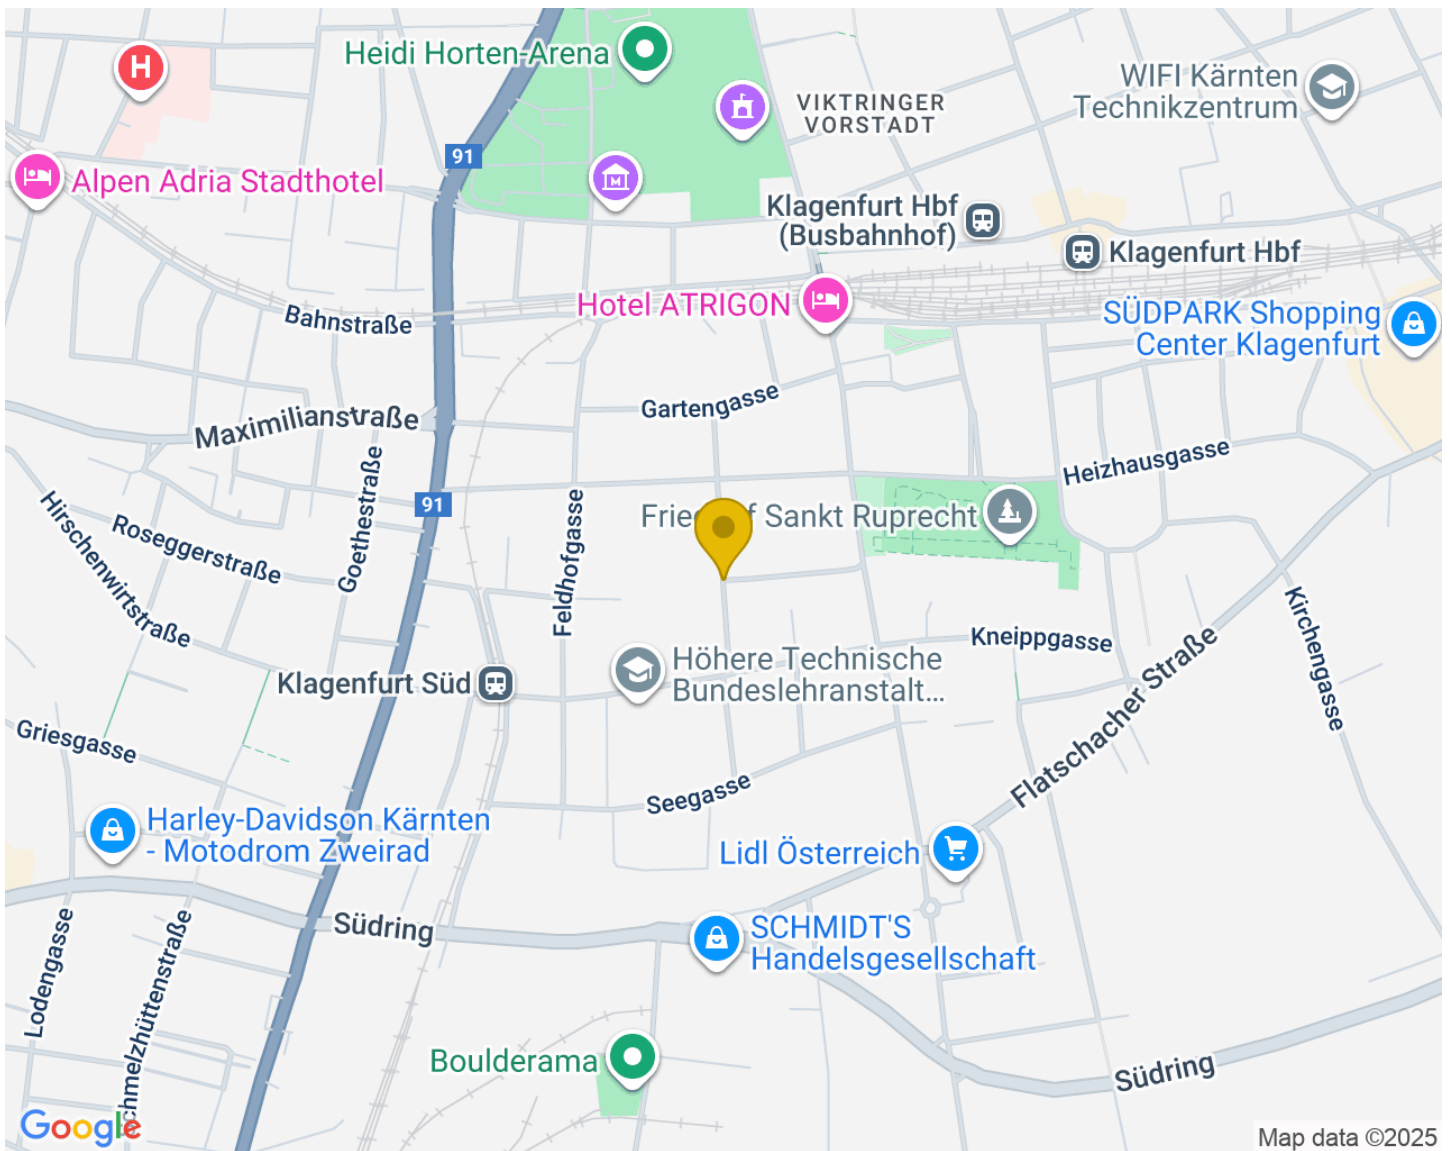 Heidi Horten-Arena
H
VIKTRINGER
VORSTADT
WIFI Kärnten
Technikzentrum
91
M
Alpen Adria Stadthotel
Klagenfurt Hbf
(Busbahnhof)
Klagenfurt Hbf
Hotel ATRIGON
Bahnstraße
SÜDPARK Shopping
Center Klagenfurt
Gartengasse
Maximilianstraße
Heizhausgasse
Goethestraße
91
Hirschenwirtstraße
Roseggerstraße
Feldhofgasse
Sankt Ruprecht
Kirchengasse
Kneippgasse
Höhere Technische
Bundeslehranstalt...
Klagenfurt Süd
Flatschacher Straße
Griesgasse
Seegasse
Harley-Davidson Kärnten
- Motodrom Zweirad
Lidl Österreich
Südring
SCHMIDT'S
Handelsgesellschaft
Lodengasse
chmelzhüttenstraße
Boulderama
Südring
Google
Map data ©2025